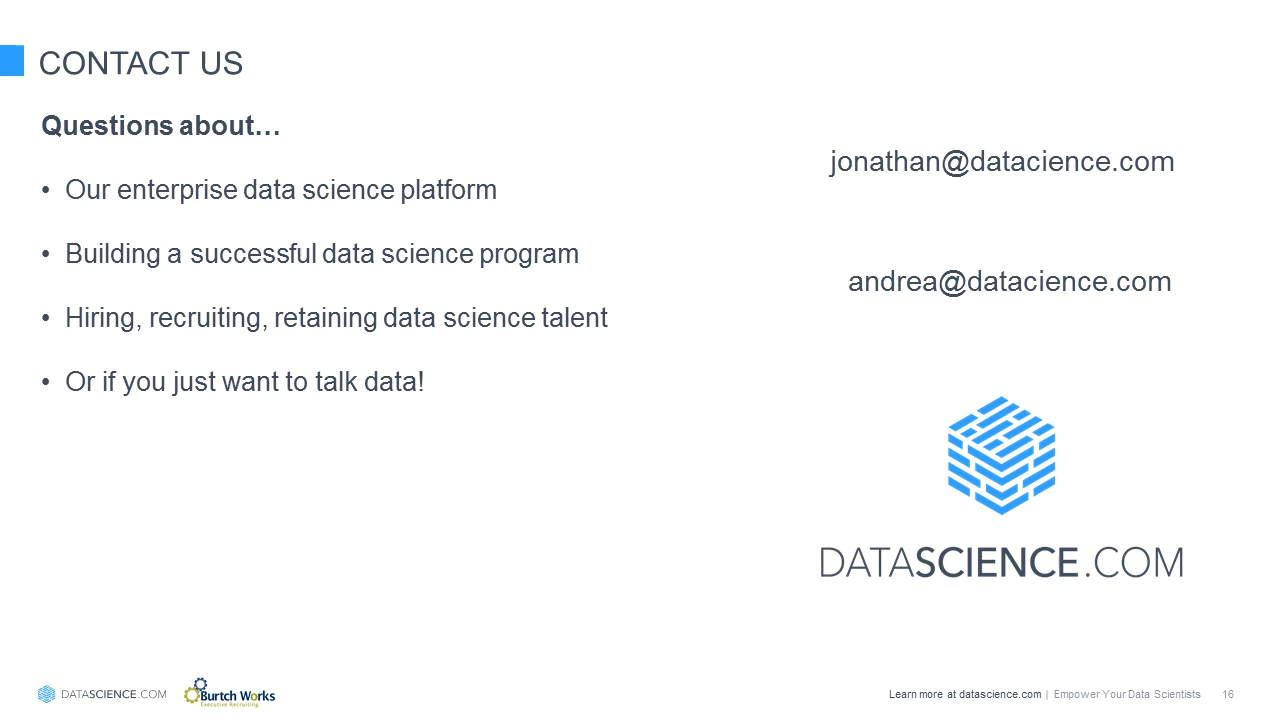 CONTACT US
Questions about…
• Our enterprise data science platform
• Building a successful data science program
• Hiring, recruiting, retaining data science talent
• Or if you just want to talk data!
jonathan@datacience.com
andrea@datacience.com
DATASCIENCE.COM
DATASCIENCE.COM
Burtch Works
Executive Recruiting
Learn more at datascience.com | Empower Your Data Scientists 16